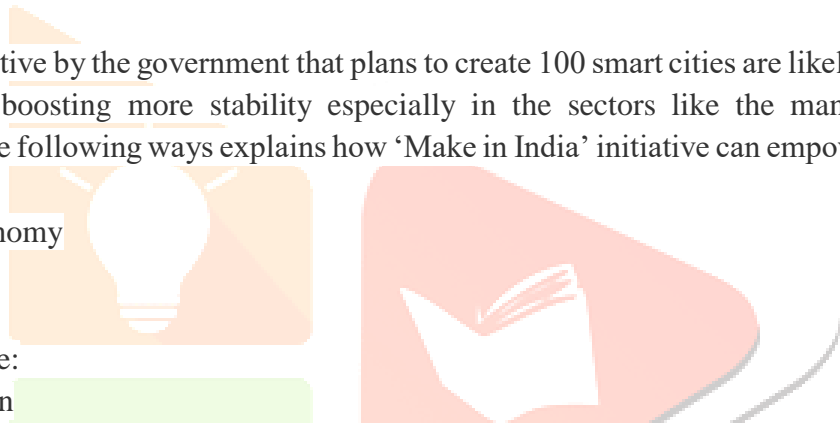 tive by the government that plans to create 100 smart cities are likel
boosting more stability especially in the sectors like the man
e following ways explains how ‘Make in India’ initiative can empo
nomy
e:
n